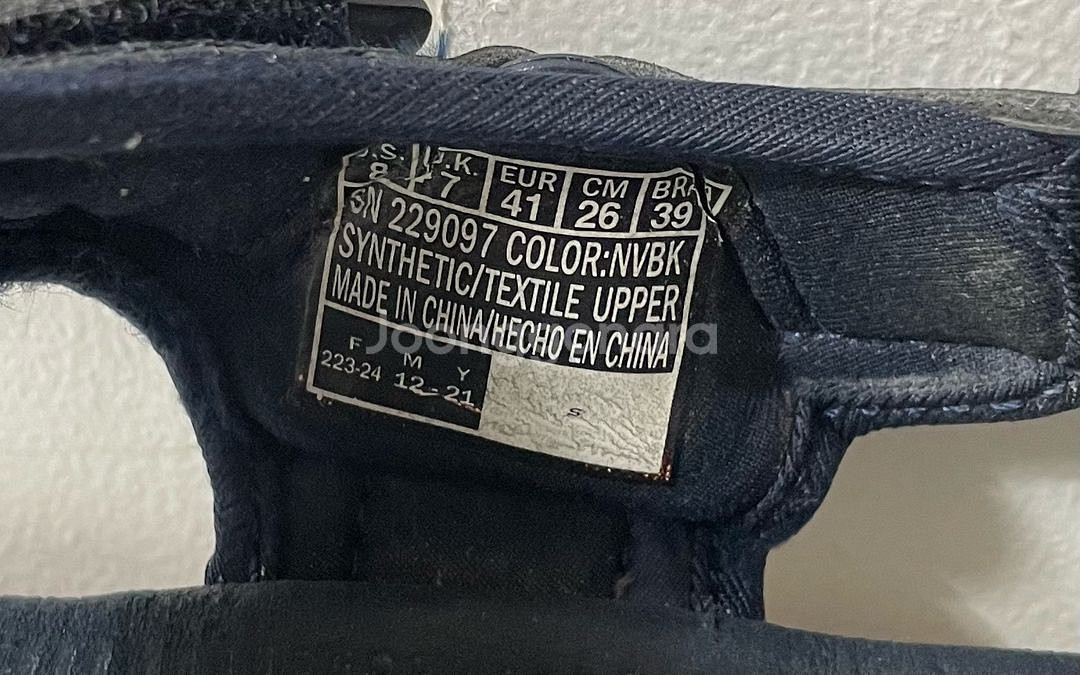 U.S. U.K. EUR CM BRA
8 7 41 26 39
SN 229097 COLOR:NVBK
SYNTHETIC/TEXTILE UPPER
MADE IN CHINA/HECHO EN CHINA
F M Y
223-24 12-21
S